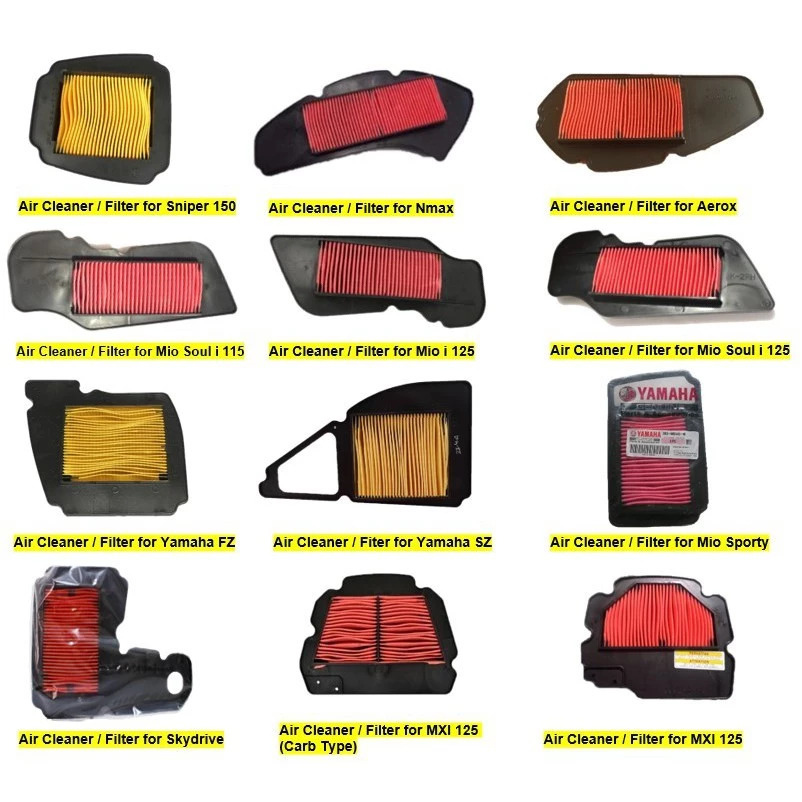 Air Cleaner / Filter for Sniper 150
Air Cleaner / Filter for Nmax
Air Cleaner / Filter for Aerox
Air Cleaner / Filter for Mio Soul i 115
Air Cleaner / Filter for Mio i 125
Air Cleaner / Filter for Mio Soul i 125
YAMAHA
YAMAHA
Air Cleaner / Filter for Yamaha FZ
Air Cleaner / Fiter for Yamaha SZ
Air Cleaner / Filter for Mio Sporty
Air Cleaner / Filter for Skydrive
Air Cleaner / Filter for MXI 125
(Carb Type)
Air Cleaner / Filter for MXI 125